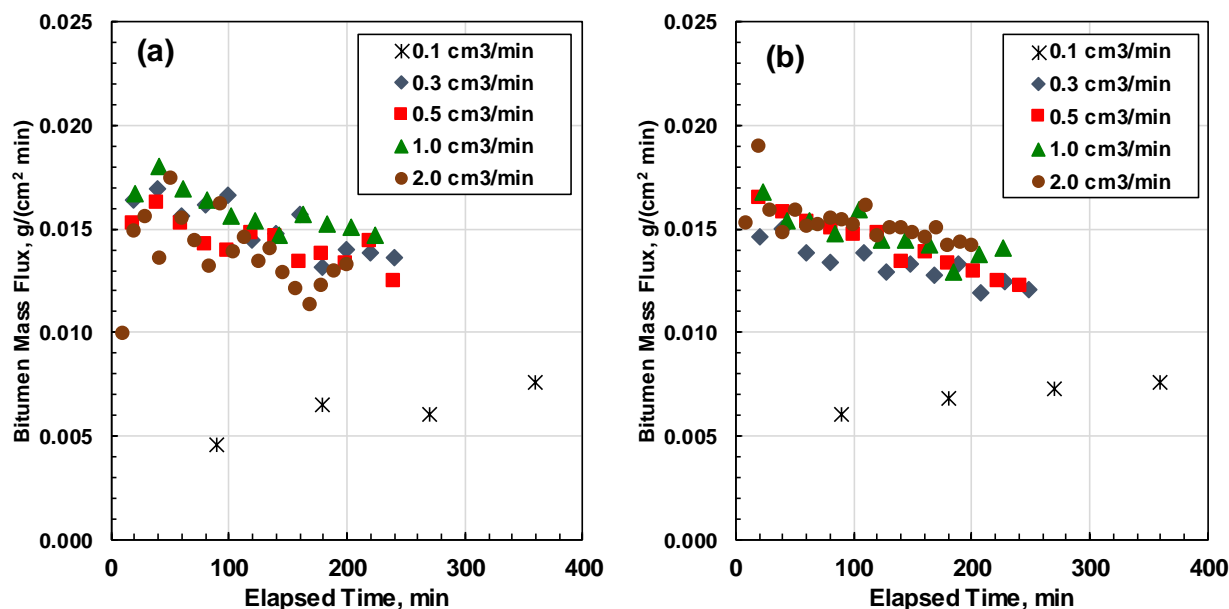 (a)
0.1 cm3/min
0.3 cm3/min
0.5 cm3/min
1.0 cm3/min
2.0 cm3/min
Bitumen Mass Flux, g/(cm² min)
0.025
0.020
0.015
0.010
0.005
0.000
0
100
200
300
400
Elapsed Time, min
(b)
0.1 cm3/min
0.3 cm3/min
0.5 cm3/min
1.0 cm3/min
2.0 cm3/min
Bitumen Mass Flux, g/(cm² min)
0.025
0.020
0.015
0.010
0.005
0.000
0
100
200
300
400
Elapsed Time, min